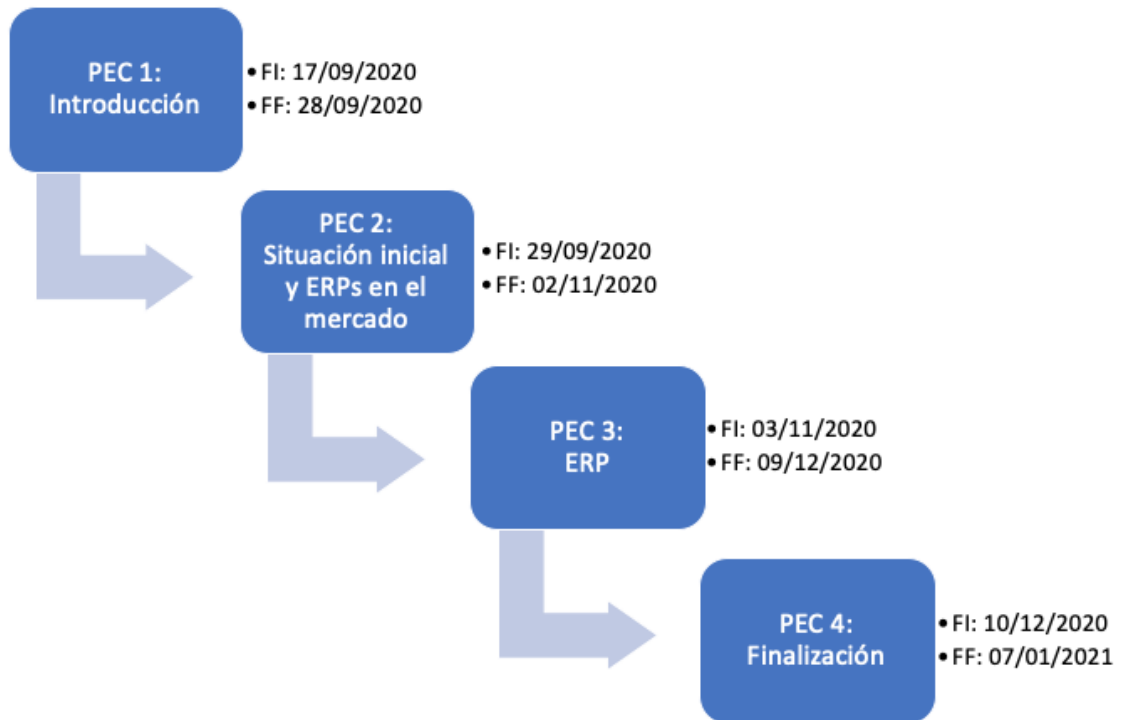 PEC 1:
Introducción
• FI: 17/09/2020
• FF: 28/09/2020
PEC 2:
Situación inicial
y ERPs en el
mercado
• FI: 29/09/2020
• FF: 02/11/2020
PEC 3:
ERP
• FI: 03/11/2020
• FF: 09/12/2020
PEC 4:
Finalización
• FI: 10/12/2020
• FF: 07/01/2021